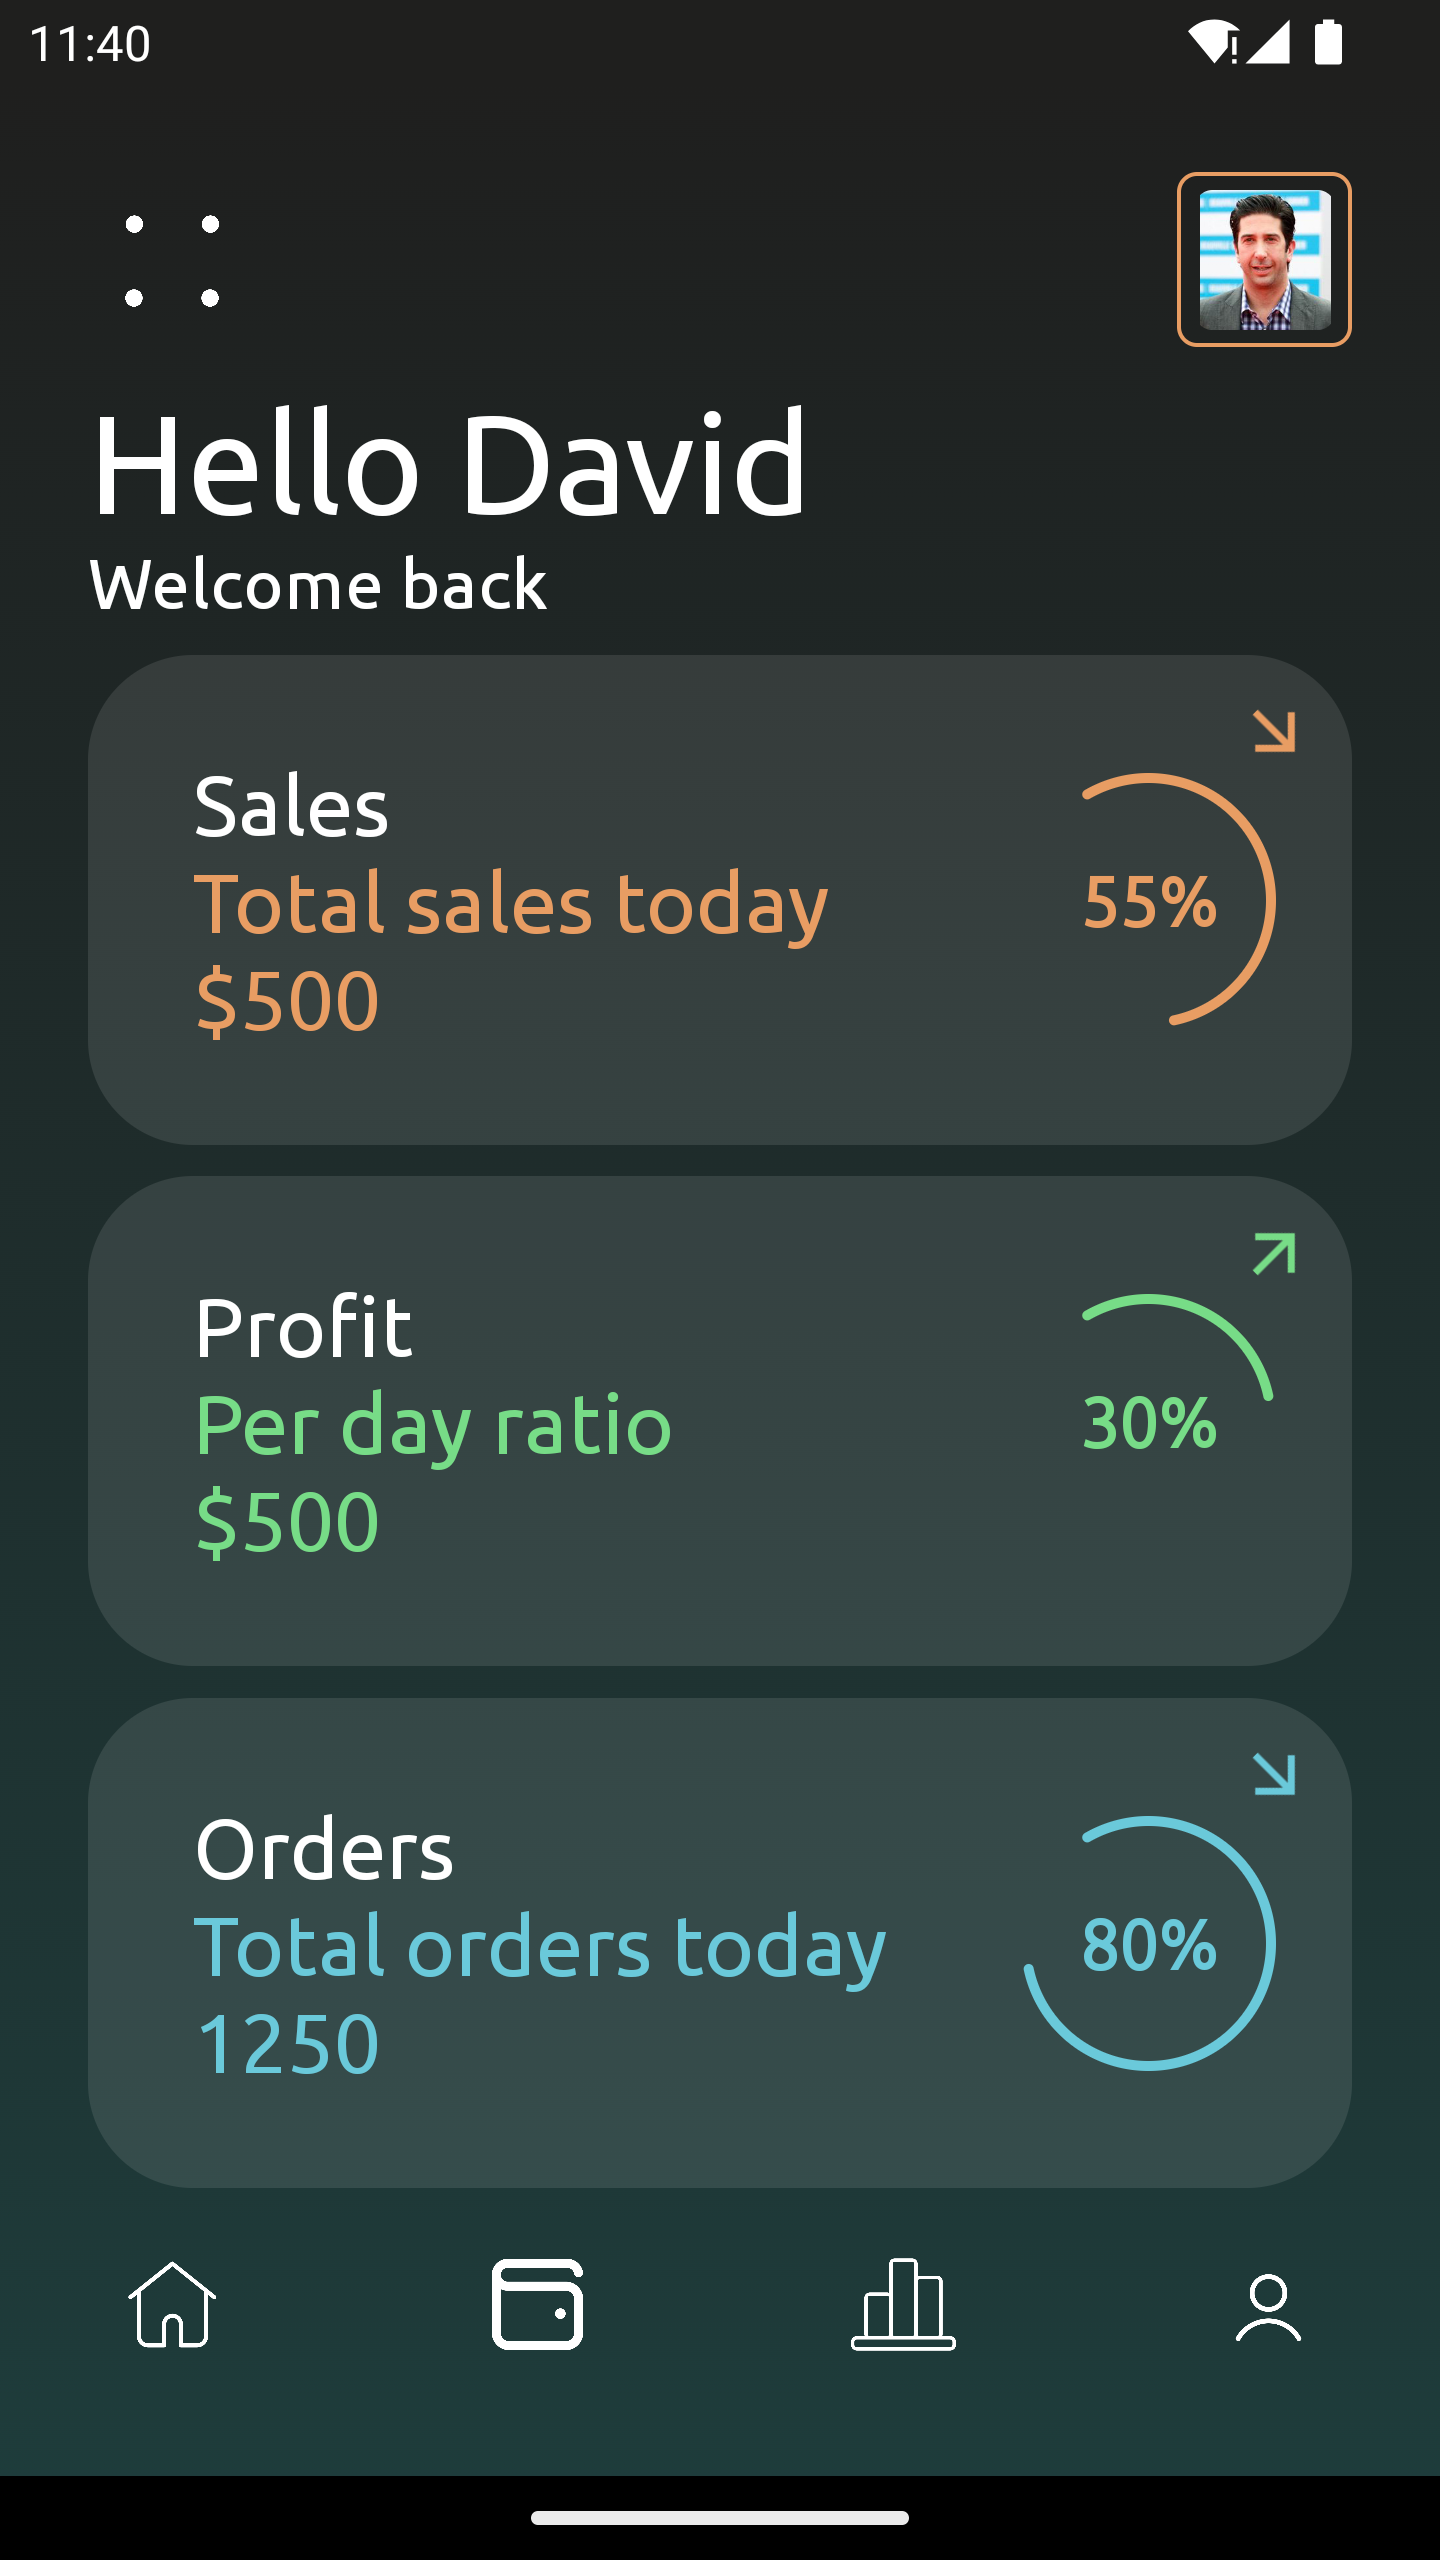 11:40
Hello David
Welcome back
Sales
Total sales today
$500
55%
Profit
Per day ratio
$500
30%
Orders
Total orders today
1250
80%